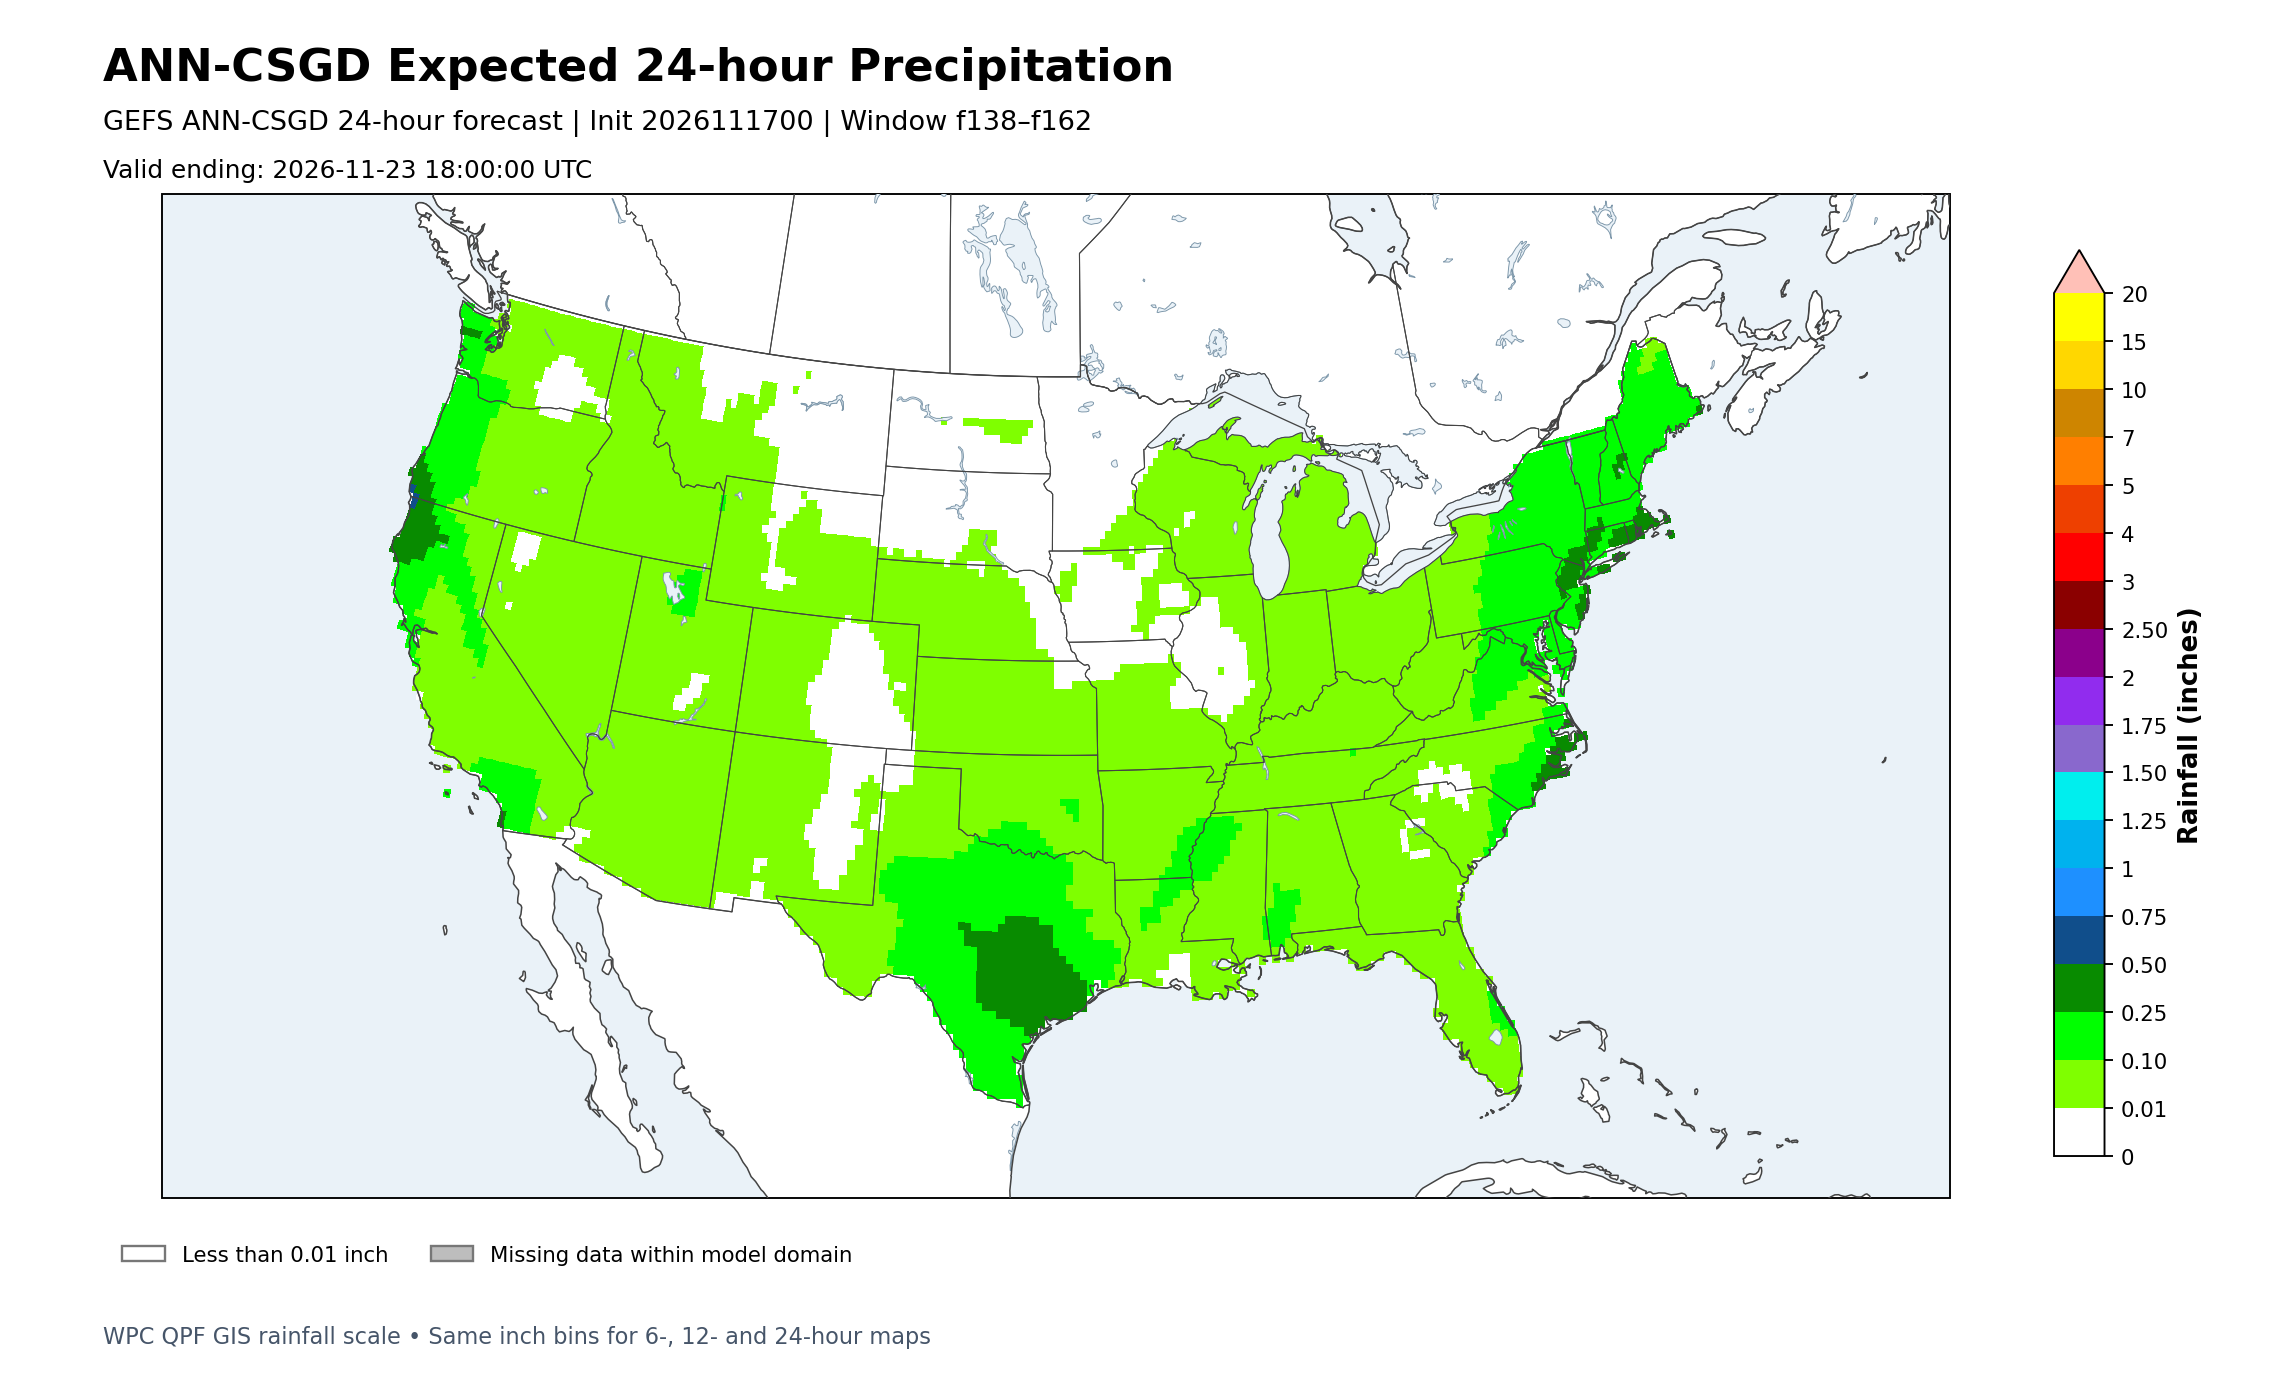 ANN-CSGD Expected 24-hour Precipitation
GEFS ANN-CSGD 24-hour forecast | Init 2026111700 | Window f138–f162
Valid ending: 2026-11-23 18:00:00 UTC
20
15
10
7
5
4
3
2.50
2
1.75
1.50
1.25
1
0.75
0.50
0.25
0.10
0.01
0
Rainfall (inches)
Less than 0.01 inch
Missing data within model domain
WPC QPF GIS rainfall scale • Same inch bins for 6-, 12- and 24-hour maps